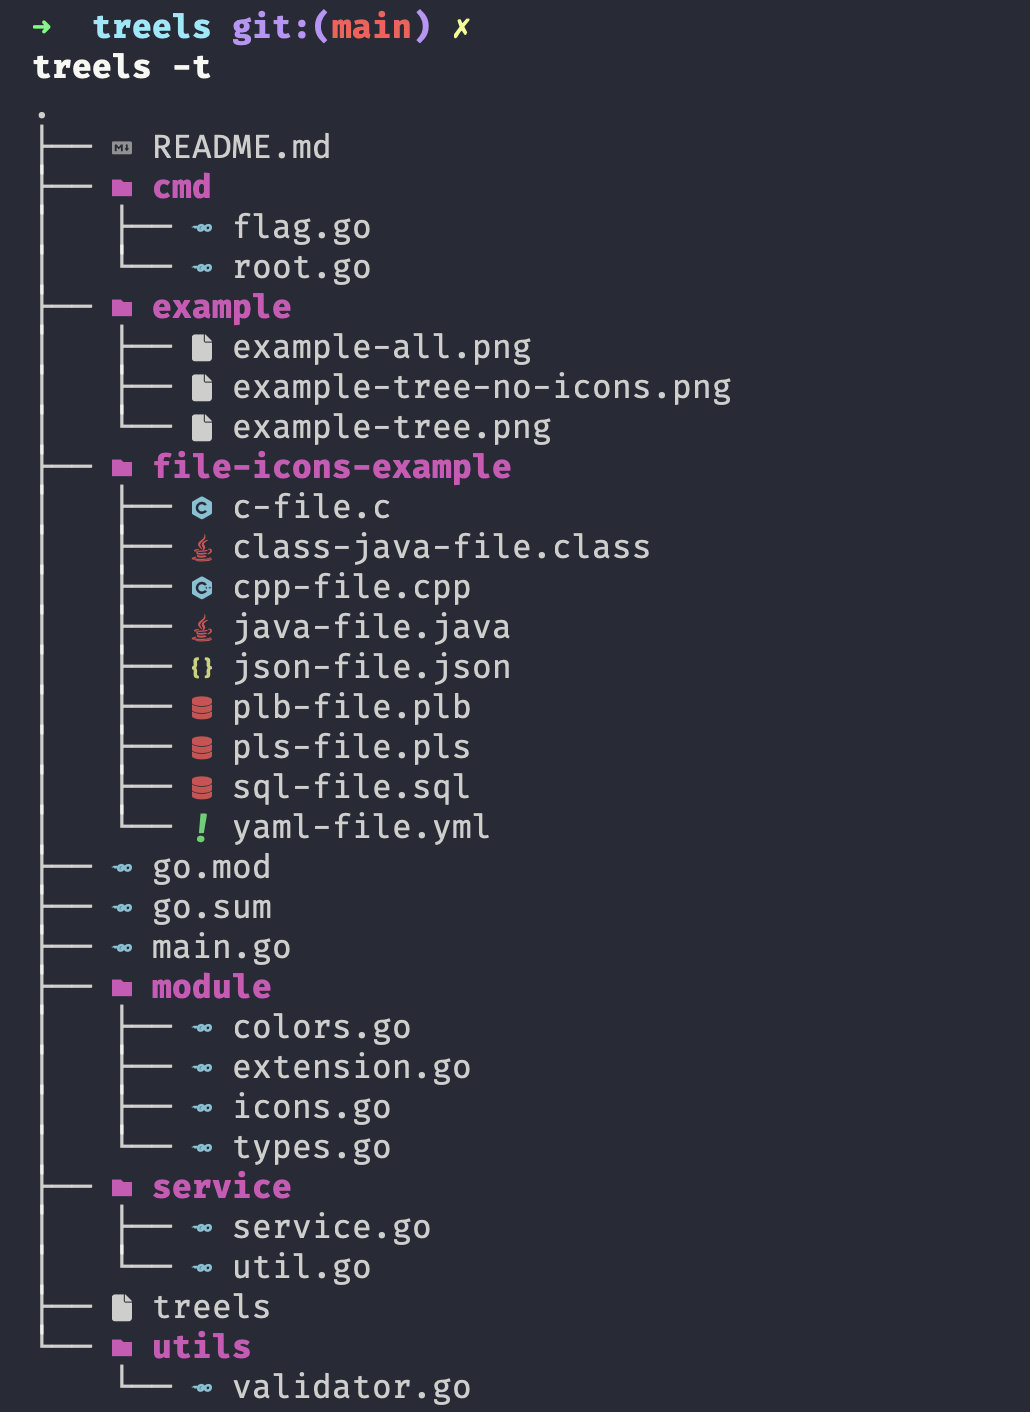 ➜  treels git:(main) ✗
treels -t
.
├── README.md
├── cmd
│   ├── flag.go
│   └── root.go
├── example
│   ├── example-all.png
│   ├── example-tree-no-icons.png
│   └── example-tree.png
├── file-icons-example
│   ├── c-file.c
│   ├── class-java-file.class
│   ├── cpp-file.cpp
│   ├── java-file.java
│   ├── {} json-file.json
│   ├── plb-file.plb
│   ├── pls-file.pls
│   ├── sql-file.sql
│   └── ! yaml-file.yml
├── go.mod
├── go.sum
├── main.go
├── module
│   ├── colors.go
│   ├── extension.go
│   ├── icons.go
│   └── types.go
├── service
│   ├── service.go
│   └── util.go
├── treels
└── utils
    └── validator.go